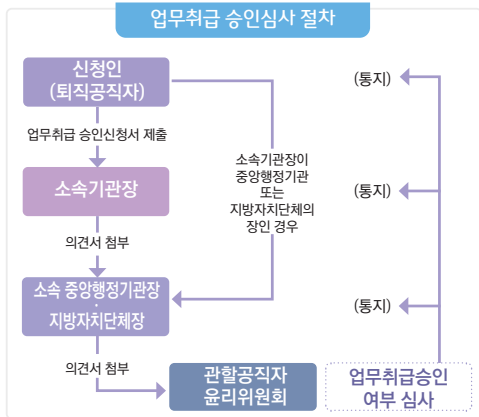 업무취급 승인심사 절차
신청인
(퇴직공직자)
(통지)
업무취급 승인신청서 제출
소속기관장이
중앙행정기관
또는
지방자치단체의
장인 경우
소속기관장
(통지)
의견서 첨부
소속 중앙행정기관장
·
지방자치단체장
(통지)
의견서 첨부
관할공직자
윤리위원회
업무취급승인
여부 심사